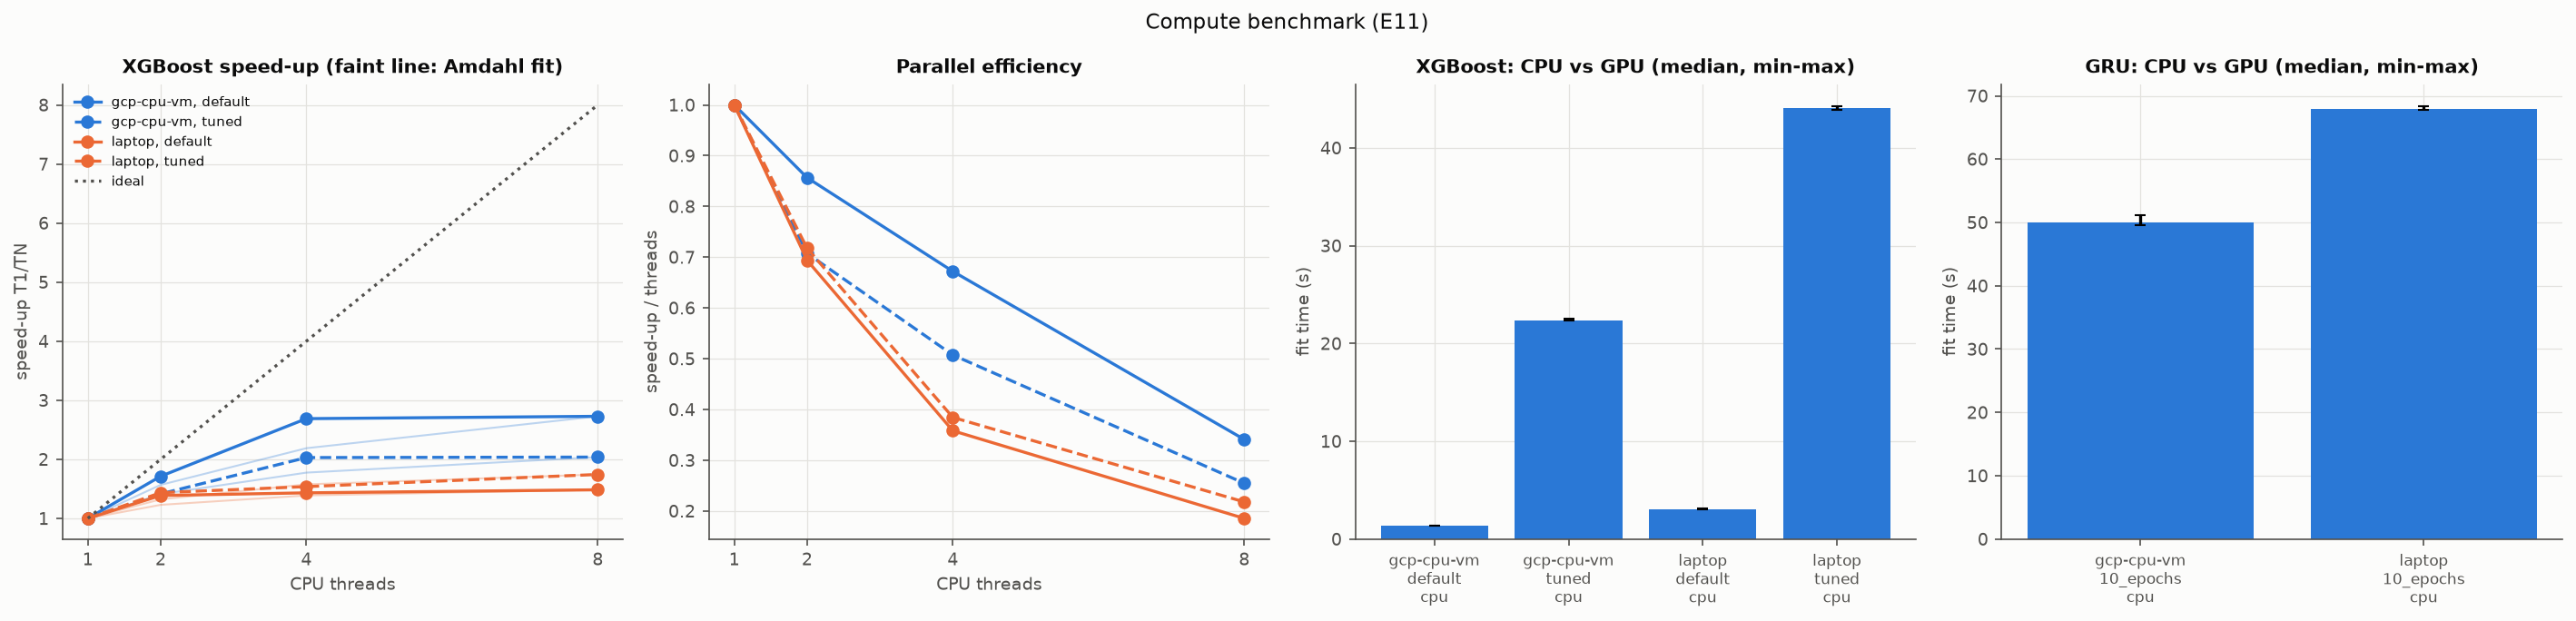 Compute benchmark (E11)
XGBoost speed-up (faint line: Amdahl fit)
gcp-cpu-vm, default
gcp-cpu-vm, tuned
laptop, default
laptop, tuned
ideal
speed-up T1/TN
8
7
6
5
4
3
2
1
1
2
4
8
CPU threads
Parallel efficiency
speed-up / threads
1.0
0.9
0.8
0.7
0.6
0.5
0.4
0.3
0.2
1
2
4
8
CPU threads
XGBoost: CPU vs GPU (median, min-max)
fit time (s)
40
30
20
10
0
gcp-cpu-vm
default
cpu
gcp-cpu-vm
tuned
cpu
laptop
default
cpu
laptop
tuned
cpu
GRU: CPU vs GPU (median, min-max)
fit time (s)
70
60
50
40
30
20
10
0
gcp-cpu-vm
10_epochs
cpu
laptop
10_epochs
cpu